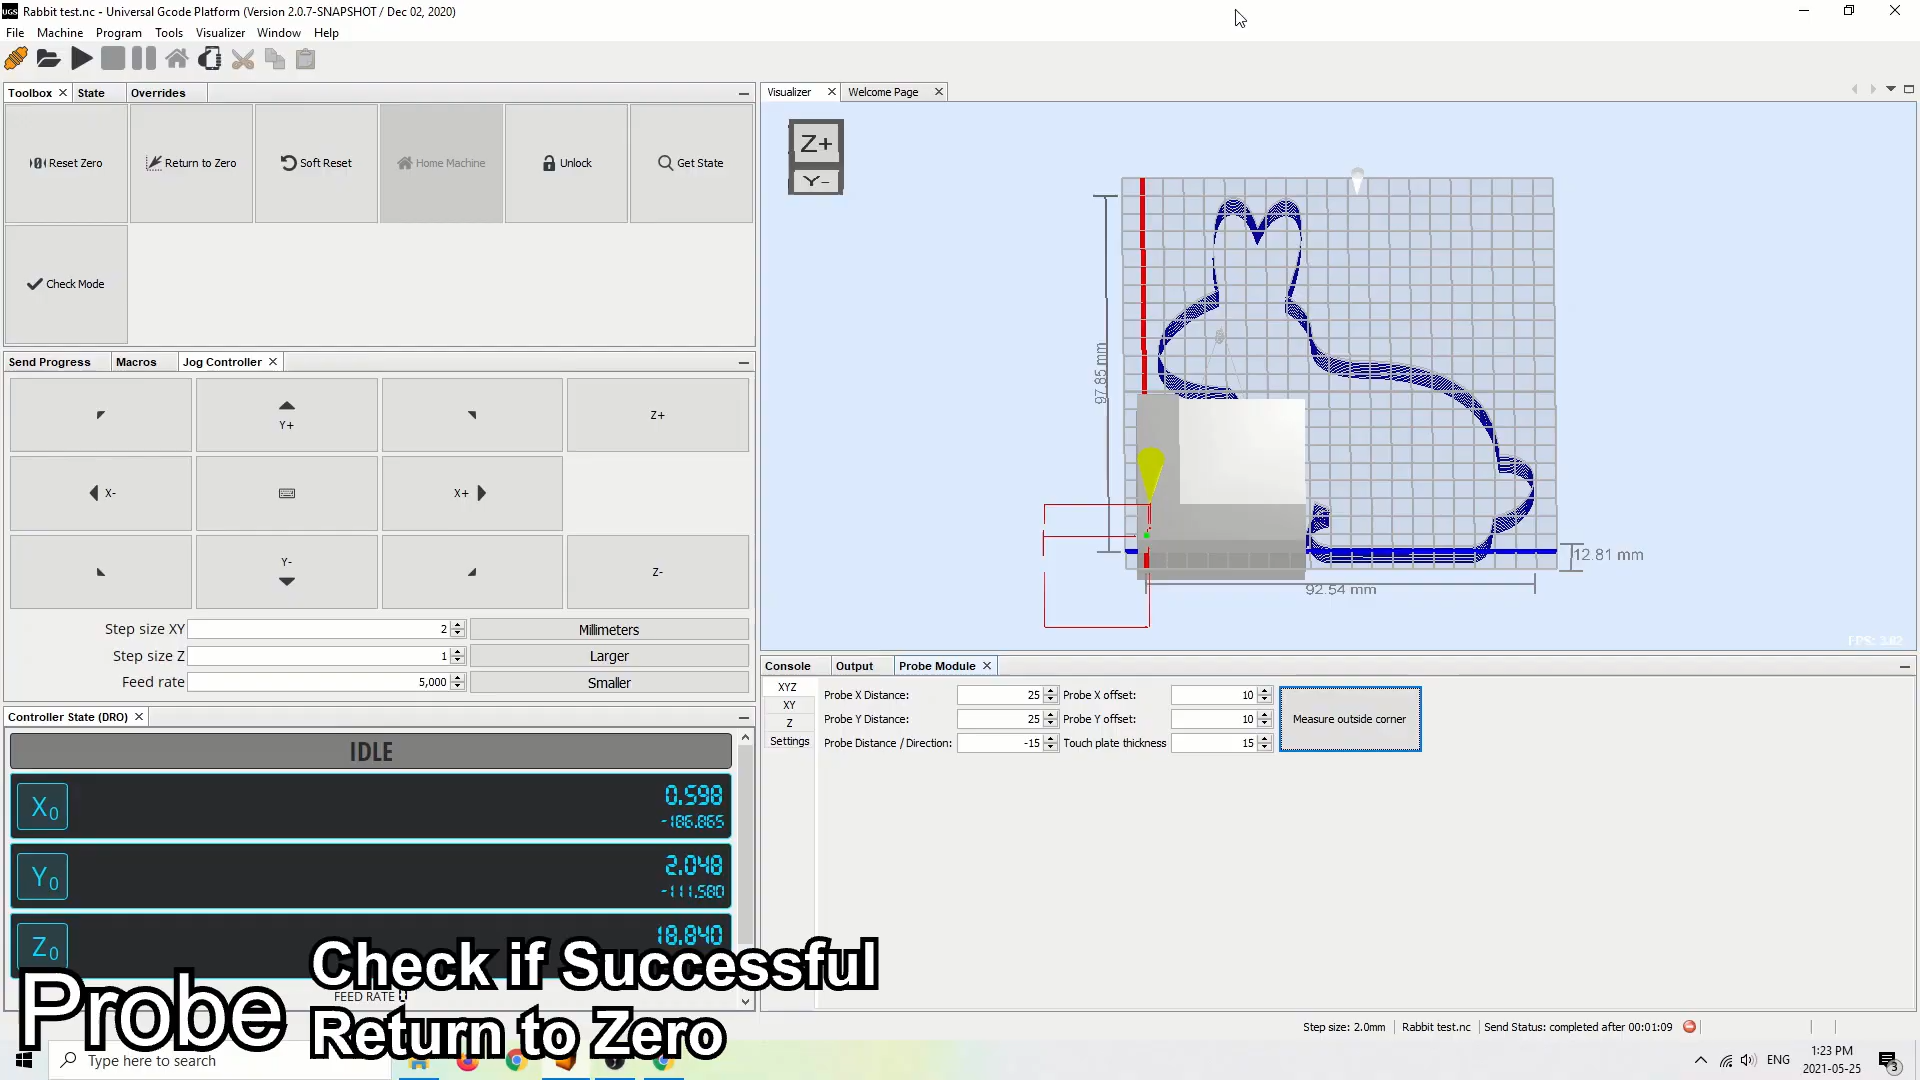 UGS Rabbit test.nc - Universal Gcode Platform (Version 2.0.7-SNAPSHOT / Dec 02, 2020)
File Machine Program Tools Visualizer Window Help
Toolbox State Overrides
Reset Zero Return to Zero Soft Reset Home Machine Unlock Get State
Check Mode
Send Progress Macros Jog Controller
Y+ Z+
X- X+
Y- Z-
Step size XY 2 Millimeters
Step size Z 1 Larger
Feed rate 5,000 Smaller
Controller State (DRO)
IDLE
X0 0.598
-186.865
Y0 2.048
-111.580
Z0 18.840
FEED RATE
Visualizer Welcome Page
Z+
Y-
97.85 mm
12.81 mm
92.54 mm
FPS: 3.02
Console Output Probe Module
XYZ
XY
Z
Settings
Probe X Distance: 25 Probe X offset: 10
Probe Y Distance: 25 Probe Y offset: 10
Probe Distance / Direction: -15 Touch plate thickness 15
Measure outside corner
Probe
Check if Successful
Return to Zero
Step size: 2.0mm Rabbit test.nc Send Status: completed after 00:01:09
Type here to search
ENG
1:23 PM
2021-05-25
3